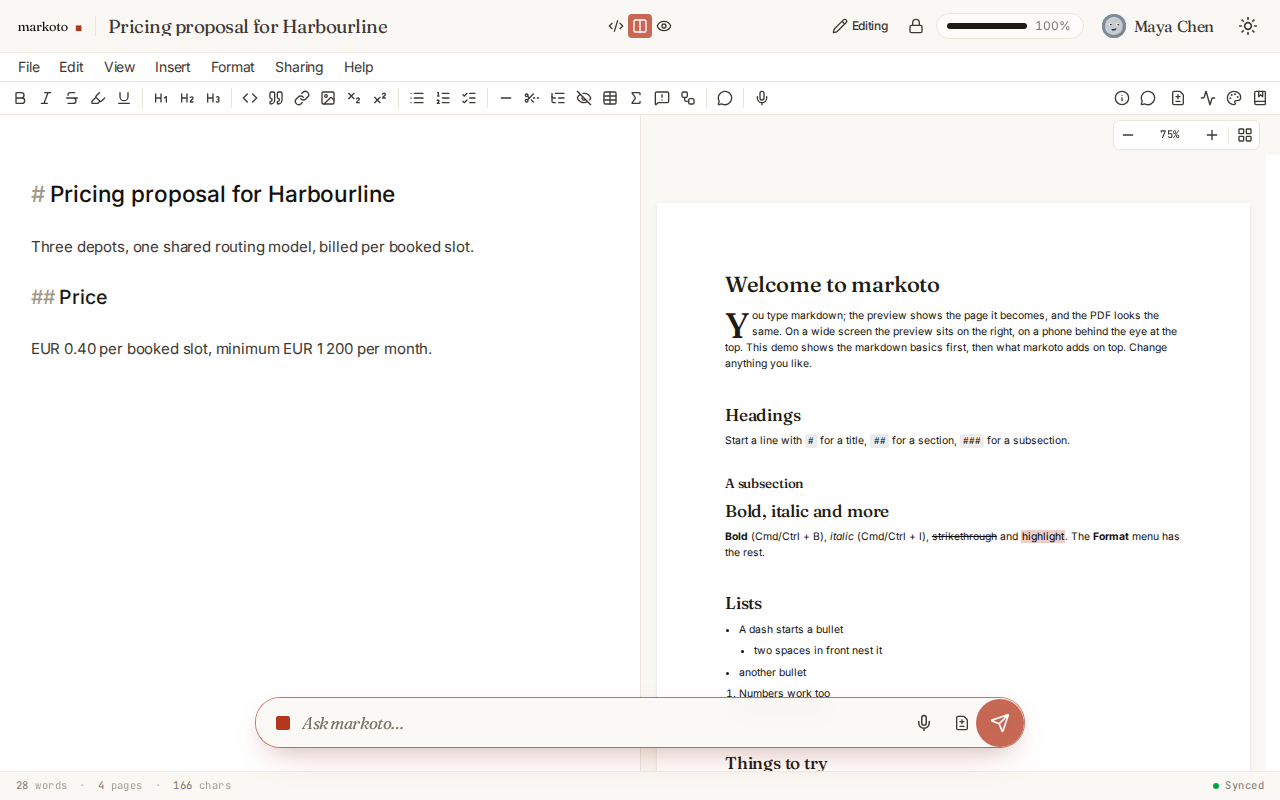 markoto
Pricing proposal for Harbourline
Editing
100%
Maya Chen
File Edit View Insert Format Sharing Help
H1 H2 H3
75%
# Pricing proposal for Harbourline
Three depots, one shared routing model, billed per booked slot.
## Price
EUR 0.40 per booked slot, minimum EUR 1 200 per month.
Welcome to markoto
You type markdown; the preview shows the page it becomes, and the PDF looks the
same. On a wide screen the preview sits on the right, on a phone behind the eye at the
top. This demo shows the markdown basics first, then what markoto adds on top. Change
anything you like.
Headings
Start a line with # for a title, ## for a section, ### for a subsection.
A subsection
Bold, italic and more
Bold (Cmd/Ctrl + B), italic (Cmd/Ctrl + I), strikethrough and highlight. The Format menu has
the rest.
Lists
• A dash starts a bullet
• two spaces in front nest it
• another bullet
1. Numbers work too
Ask markoto...
Things to try
28 words · 4 pages · 166 chars
Synced